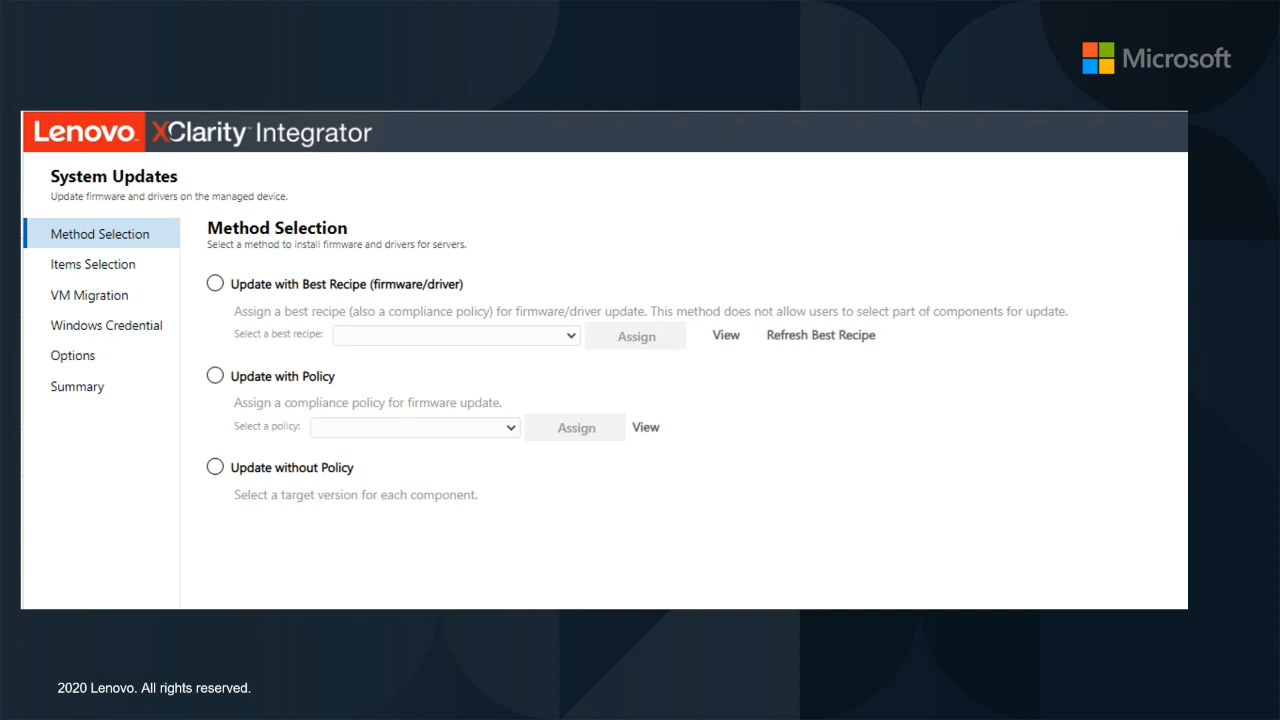 Microsoft
Lenovo XClarity Integrator
System Updates
Update firmware and drivers on the managed device.
Method Selection
Items Selection
VM Migration
Windows Credential
Options
Summary
Method Selection
Select a method to install firmware and drivers for servers.
Update with Best Recipe (firmware/driver)
Assign a best recipe (also a compliance policy) for firmware/driver update. This method does not allow users to select part of components for update.
Select a best recipe: Assign View Refresh Best Recipe
Update with Policy
Assign a compliance policy for firmware update.
Select a policy: Assign View
Update without Policy
Select a target version for each component.
2020 Lenovo. All rights reserved.